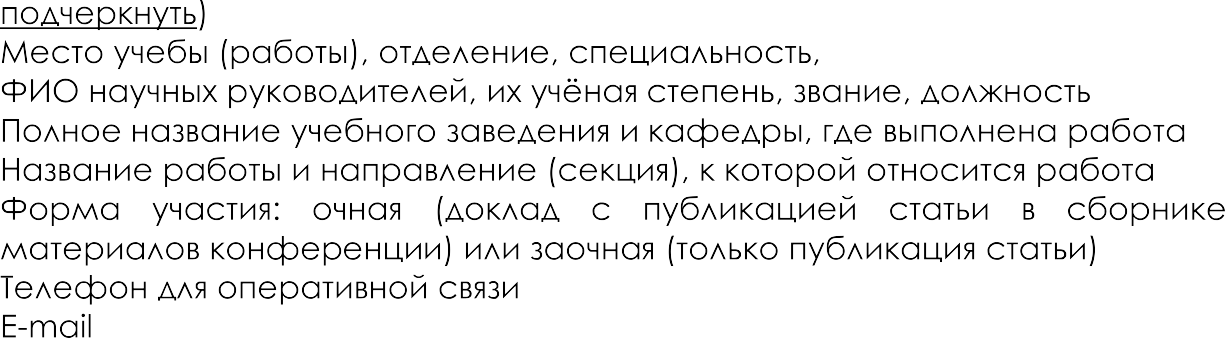 подчеркнуть)
Место учебы (работы), отделение, специальность,
ФИО научных руководителей, их учёная степень, звание, должность
Полное название учебного заведения и кафедры, где выполнена работа
Название работы и направление (секция), к которой относится работа
Форма участия: очная (доклад с публикацией статьи в сборнике
материалов конференции) или заочная (только публикация статьи)
Телефон для оперативной связи
E-mail